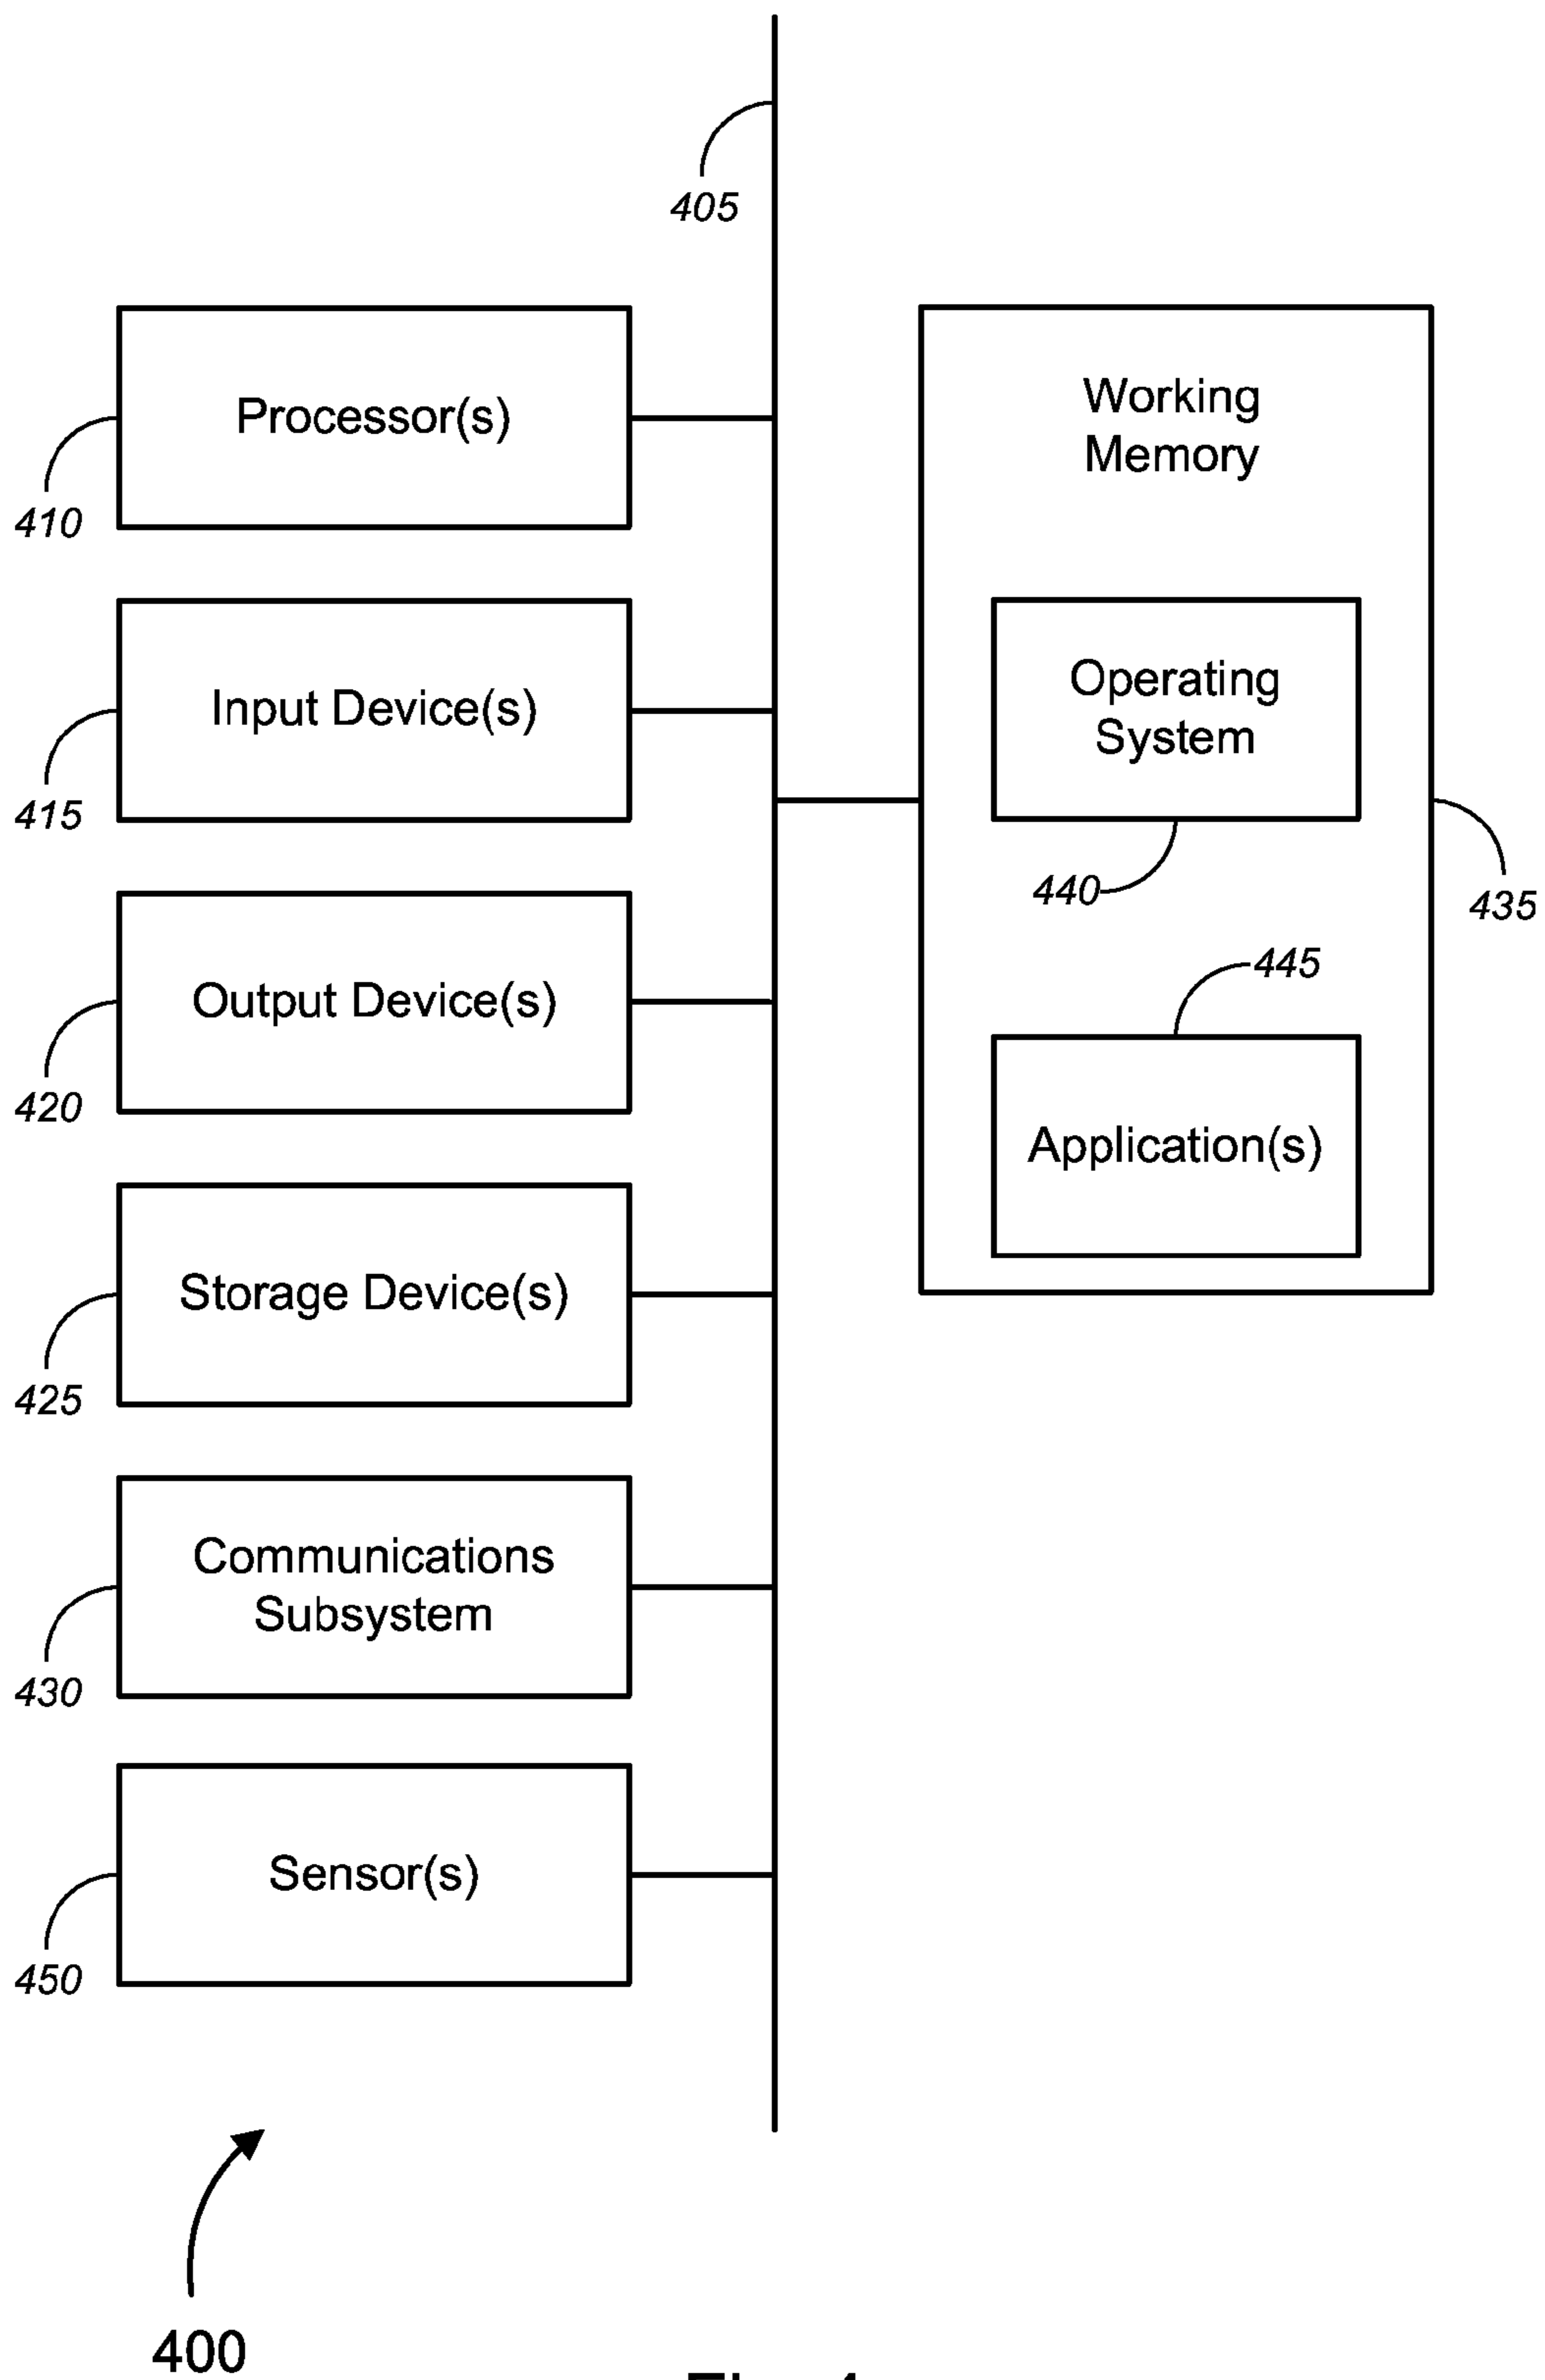 405
Processor(s)
410
Input Device(s)
415
Output Device(s)
420
Storage Device(s)
425
Communications
Subsystem
430
Sensor(s)
450
Working
Memory
Operating
System
440
435
445
Application(s)
400